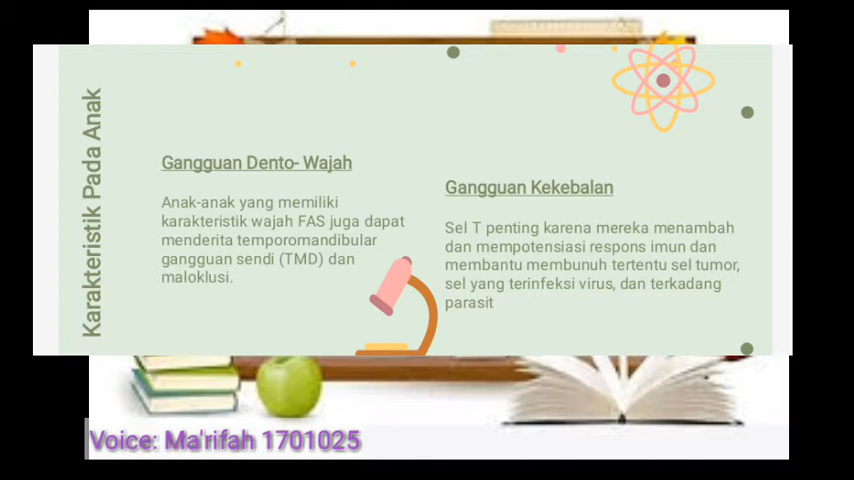 Karakteristik Pada Anak
Gangguan Dento- Wajah
Anak-anak yang memiliki
karakteristik wajah FAS juga dapat
menderita temporomandibular
gangguan sendi (TMD) dan
maloklusi.
Gangguan Kekebalan
Sel T penting karena mereka menambah
dan mempotensiasi respons imun dan
membantu membunuh tertentu sel tumor,
sel yang terinfeksi virus, dan terkadang
parasit
Voice: Ma'rifah 1701025